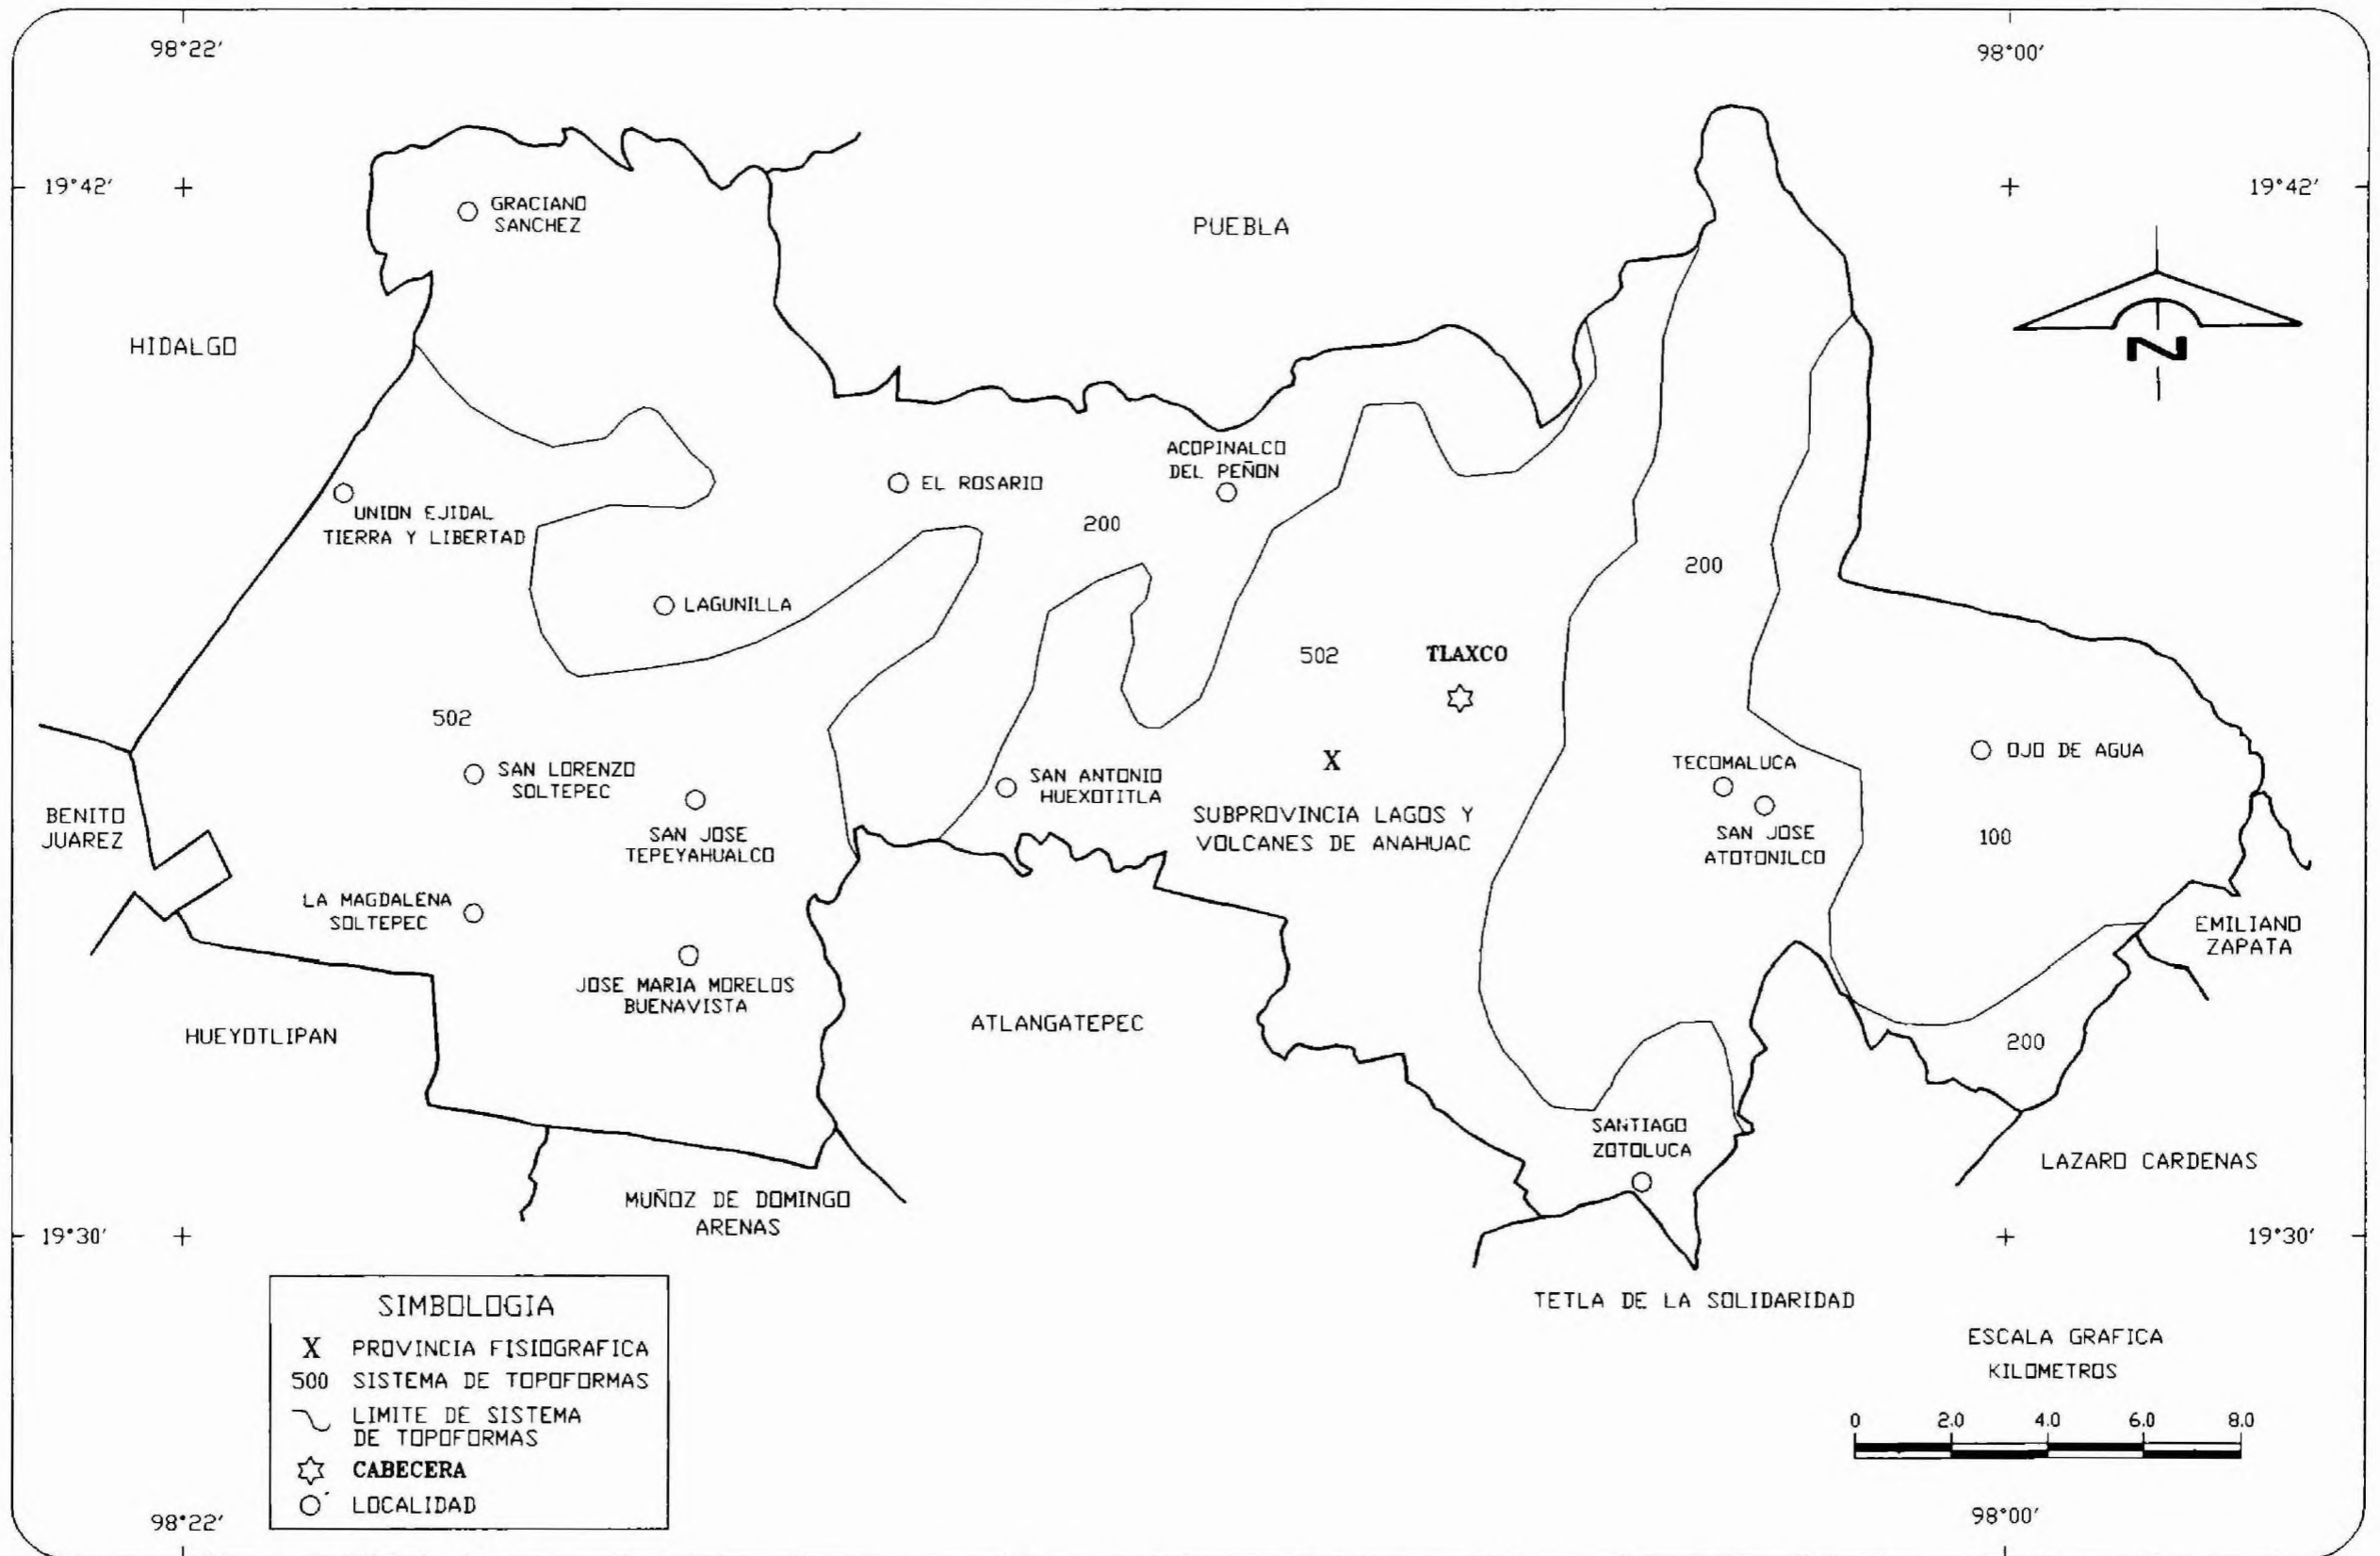 98°22'
98°00'
19°42'
19°42'
GRACIANO
SANCHEZ
PUEBLA
HIDALGO
N
ACOPINALCO
DEL PEÑON
EL ROSARIO
UNION EJIDAL
TIERRA Y LIBERTAD
200
200
LAGUNILLA
502
TLAXCO
502
OJO DE AGUA
SAN LORENZO
SOLTEPEC
SAN ANTONIO
HUEXOTITLA
X
TECOMALUCA
BENITO
JUAREZ
SAN JOSE
TEPEYAHUALCO
SUBPROVINCIA LAGOS Y
VOLCANES DE ANAHUAC
SAN JOSE
ATOTONILCO
100
LA MAGDALENA
SOLTEPEC
EMILIANO
ZAPATA
JOSE MARIA MORELOS
BUENAVISTA
HUEYOTLIPAN
ATLANGATEPEC
200
SANTIAGO
ZOTOLUCA
LAZARO CARDENAS
MUÑOZ DE DOMINGO
ARENAS
19°30'
19°30'
TETLA DE LA SOLIDARIDAD
SIMBOLOGIA
X PROVINCIA FISIOGRAFICA
500 SISTEMA DE TOPOFORMAS
LIMITE DE SISTEMA
DE TOPOFORMAS
CABECERA
LOCALIDAD
ESCALA GRAFICA
KILOMETROS
0 2.0 4.0 6.0 8.0
98°22'
98°00'